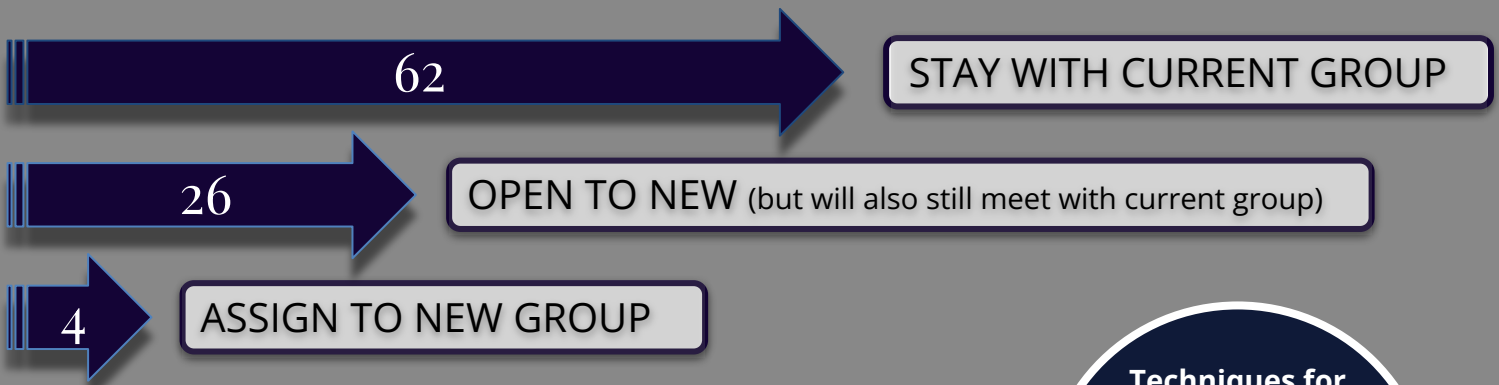 62
STAY WITH CURRENT GROUP
26
OPEN TO NEW (but will also still meet with current group)
4
ASSIGN TO NEW GROUP
Techniques for